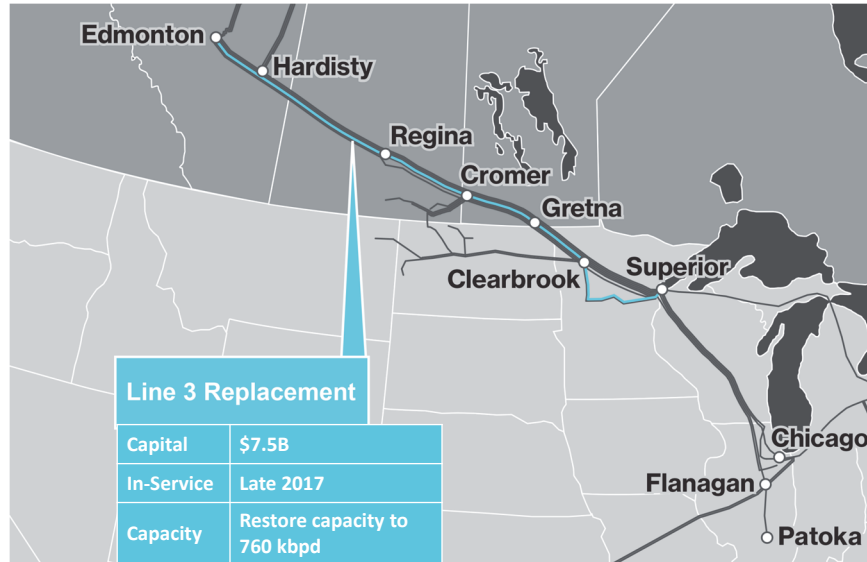 Edmonton
Hardisty
Regina
Cromer
Gretna
Clearbrook
Superior
Line 3 Replacement
Capital $7.5B
In-Service Late 2017
Capacity Restore capacity to
760 kbpd
Chicago
Flanagan
Patoka